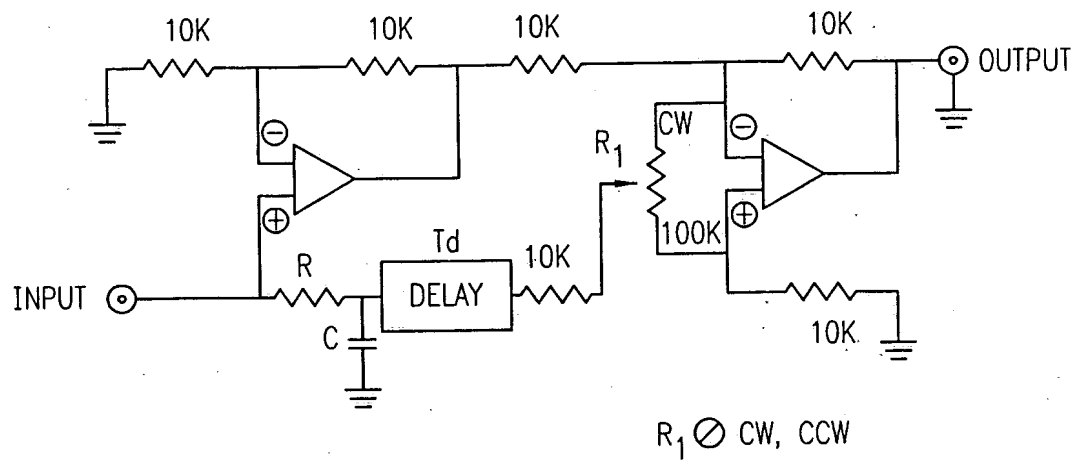 10K 10K 10K 10K
OUTPUT
⊖ CW ⊖
R1
⊕ 100K ⊕
Td
R 10K
INPUT DELAY
10K
C
R1 ⊘ CW, CCW